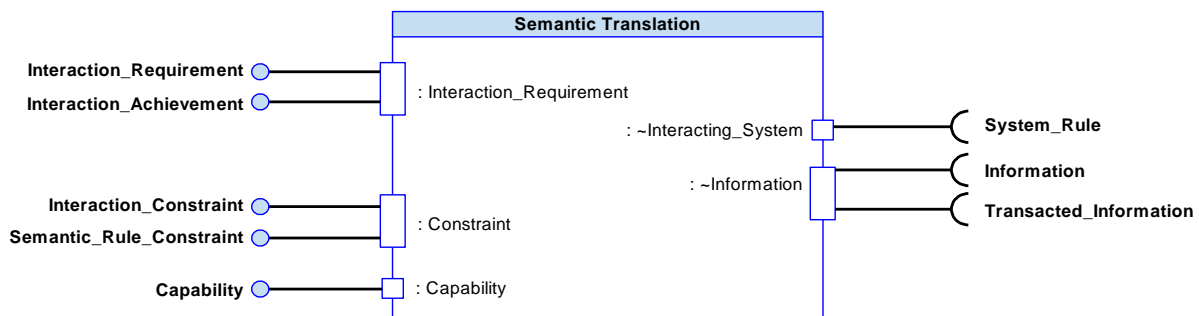 Semantic Translation
Interaction_Requirement
Interaction_Achievement
: Interaction_Requirement
: ~Interacting_System
System_Rule
Information
: ~Information
Transacted_Information
Interaction_Constraint
Semantic_Rule_Constraint
: Constraint
Capability
: Capability